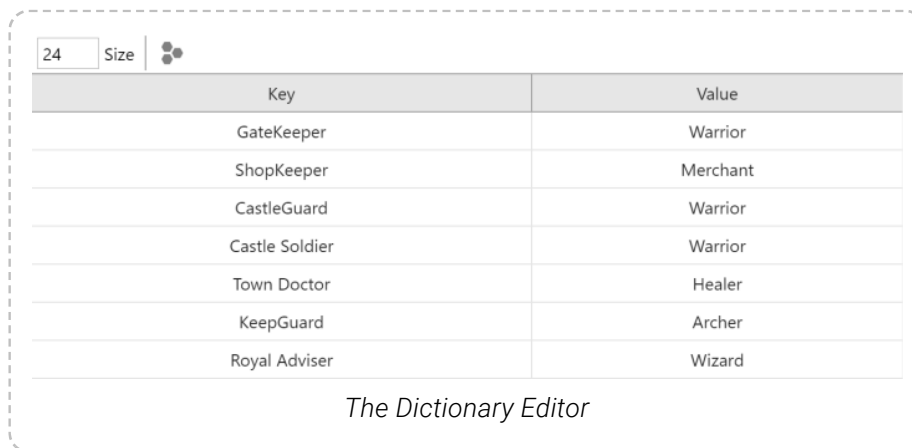 24 Size
Key Value
GateKeeper Warrior
ShopKeeper Merchant
CastleGuard Warrior
Castle Soldier Warrior
Town Doctor Healer
KeepGuard Archer
Royal Adviser Wizard
The Dictionary Editor